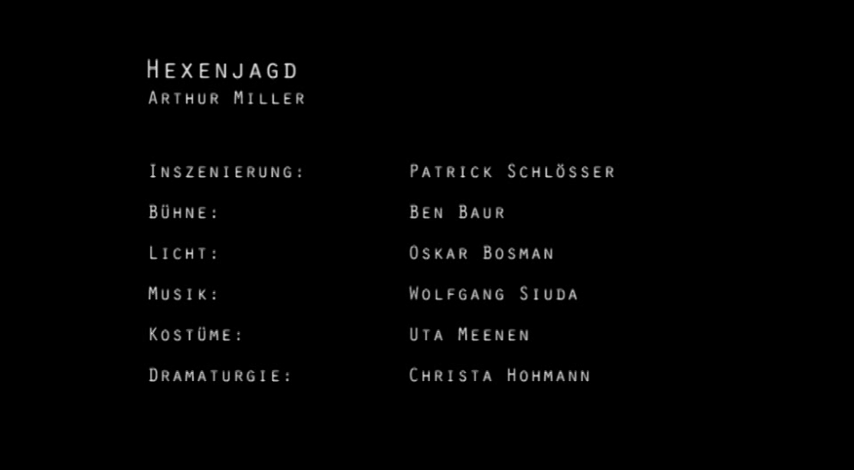 Hexenjagd
Arthur Miller
Inszenierung: Patrick Schlösser
Bühne: Ben Baur
Licht: Oskar Bosman
Musik: Wolfgang Siuda
Kostüme: Uta Meenen
Dramaturgie: Christa Hohmann